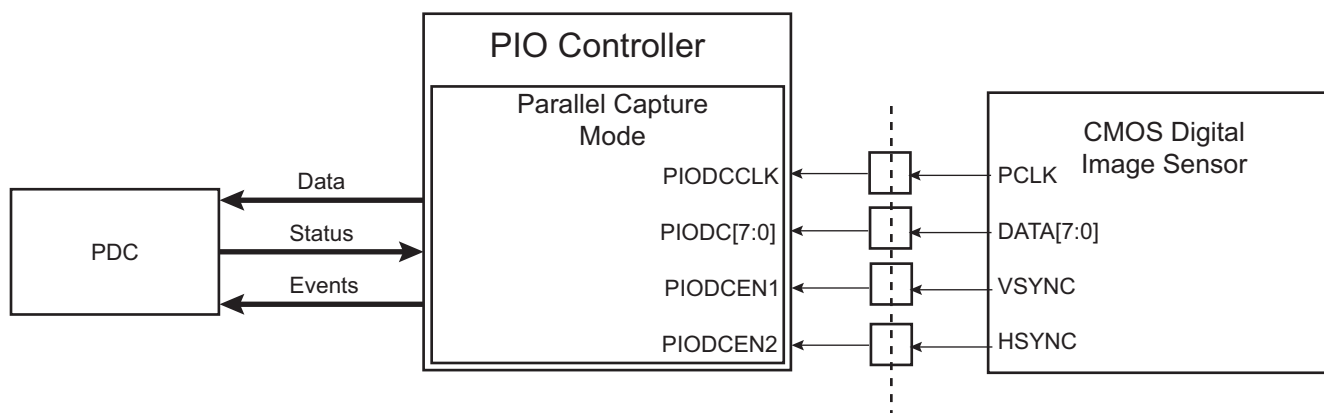 PIO Controller
Parallel Capture
Mode
CMOS Digital
Image Sensor
PIODCCLK
PCLK
Data
PIODC[7:0]
DATA[7:0]
PDC
Status
Events
PIODCEN1
VSYNC
PIODCEN2
HSYNC